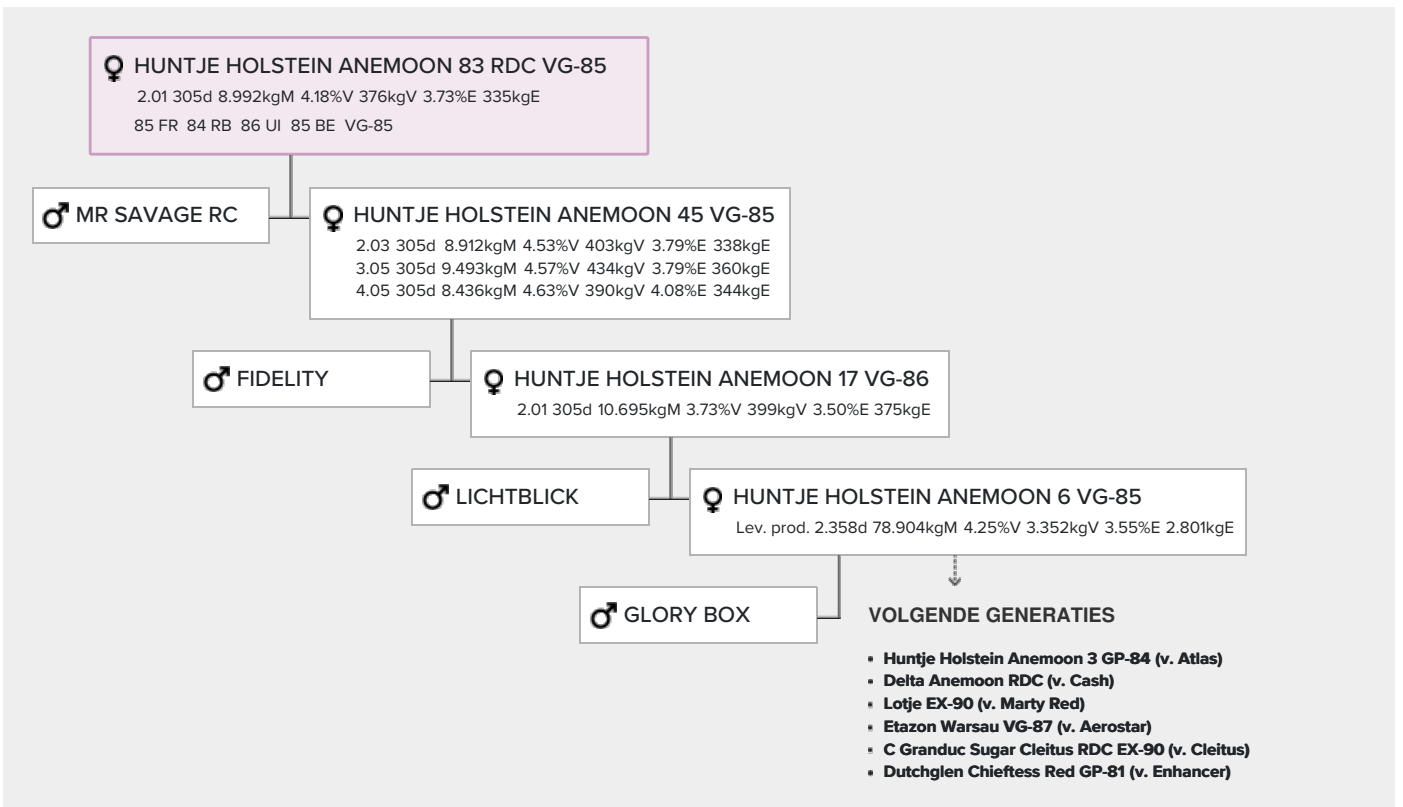 HUNTJE HOLSTEIN ANEMOON 83 RDC VG-85
2.01 305d 8.992kgM 4.18%V 376kgV 3.73%E 335kgE
85 FR 84 RB 86 UI 85 BE VG-85
MR SAVAGE RC
HUNTJE HOLSTEIN ANEMOON 45 VG-85
2.03 305d 8.912kgM 4.53%V 403kgV 3.79%E 338kgE
3.05 305d 9.493kgM 4.57%V 434kgV 3.79%E 360kgE
4.05 305d 8.436kgM 4.63%V 390kgV 4.08%E 344kgE
FIDELITY
HUNTJE HOLSTEIN ANEMOON 17 VG-86
2.01 305d 10.695kgM 3.73%V 399kgV 3.50%E 375kgE
LICHTBLICK
HUNTJE HOLSTEIN ANEMOON 6 VG-85
Lev. prod. 2.358d 78.904kgM 4.25%V 3.352kgV 3.55%E 2.801kgE
GLORY BOX
VOLGENDE GENERATIES
• Huntje Holstein Anemoon 3 GP-84 (v. Atlas)
• Delta Anemoon RDC (v. Cash)
• Lotje EX-90 (v. Marty Red)
• Etazon Warsau VG-87 (v. Aerostar)
• C Granduc Sugar Cleitus RDC EX-90 (v. Cleitus)
• Dutchglen Chieftess Red GP-81 (v. Enhancer)